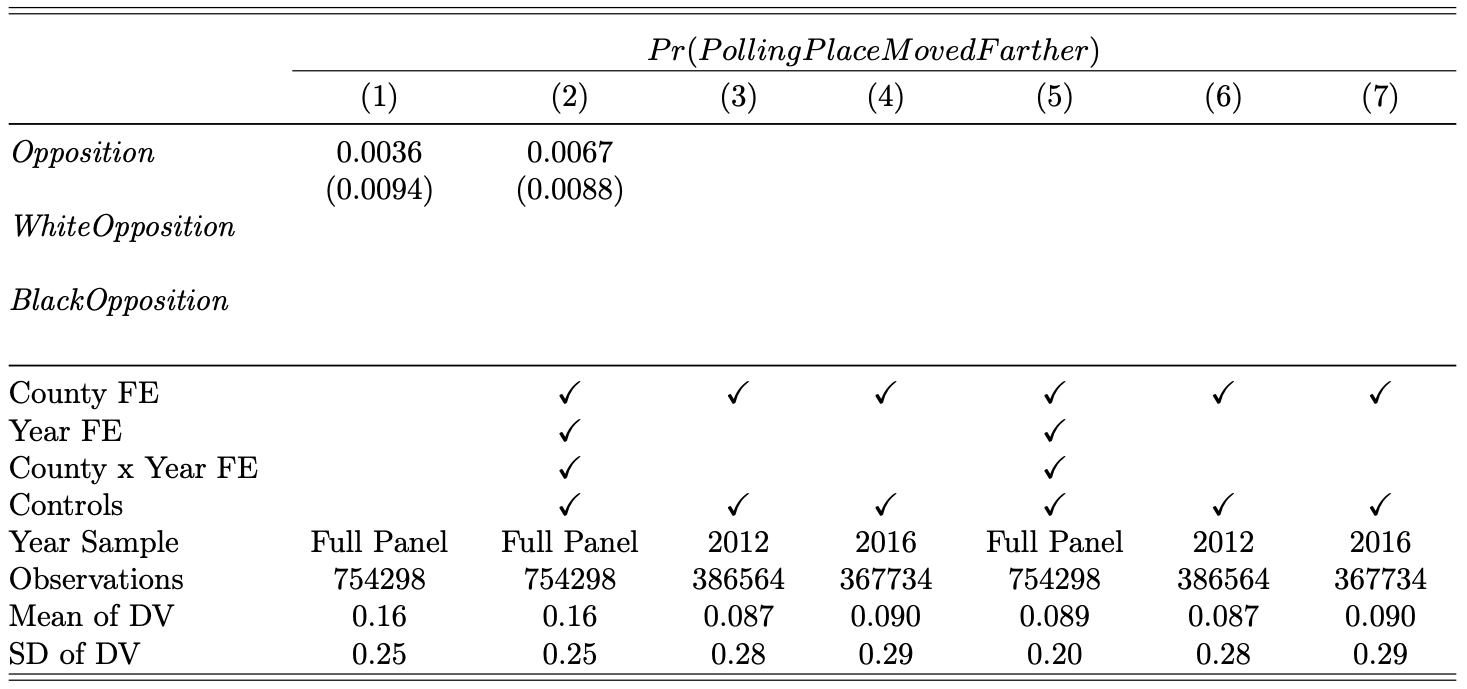 Pr(PollingPlaceMovedFarther)
(1) (2) (3) (4) (5) (6) (7)
Opposition 0.0036 0.0067
(0.0094) (0.0088)
WhiteOpposition
BlackOpposition
County FE ✓ ✓ ✓ ✓ ✓ ✓
Year FE ✓ ✓
County x Year FE ✓ ✓
Controls ✓ ✓ ✓ ✓ ✓ ✓
Year Sample Full Panel Full Panel 2012 2016 Full Panel 2012 2016
Observations 754298 754298 386564 367734 754298 386564 367734
Mean of DV 0.16 0.16 0.087 0.090 0.089 0.087 0.090
SD of DV 0.25 0.25 0.28 0.29 0.20 0.28 0.29